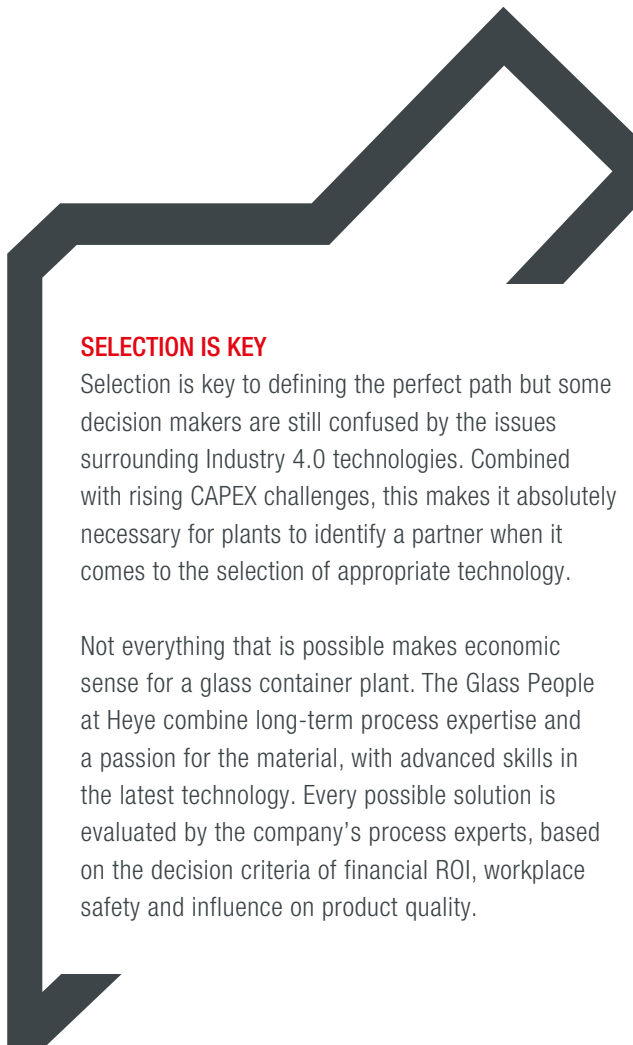 SELECTION IS KEY
Selection is key to defining the perfect path but some
decision makers are still confused by the issues
surrounding Industry 4.0 technologies. Combined
with rising CAPEX challenges, this makes it absolutely
necessary for plants to identify a partner when it
comes to the selection of appropriate technology.
Not everything that is possible makes economic
sense for a glass container plant. The Glass People
at Heye combine long-term process expertise and
a passion for the material, with advanced skills in
the latest technology. Every possible solution is
evaluated by the company’s process experts, based
on the decision criteria of financial ROI, workplace
safety and influence on product quality.